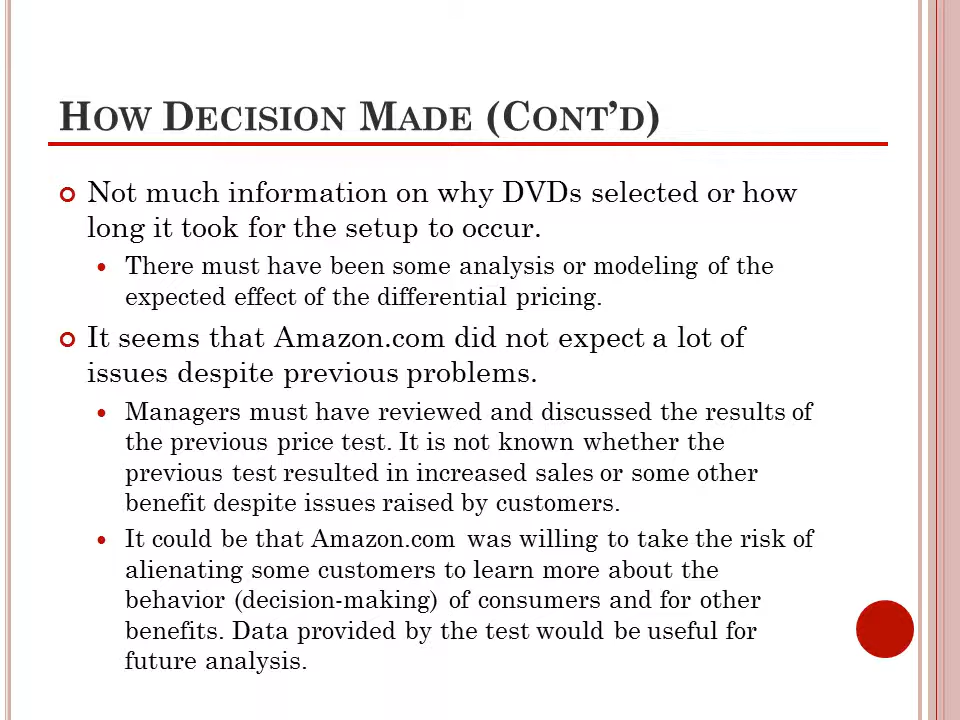 How Decision Made (Cont’d)
Not much information on why DVDs selected or how
long it took for the setup to occur.
There must have been some analysis or modeling of the
expected effect of the differential pricing.
It seems that Amazon.com did not expect a lot of
issues despite previous problems.
Managers must have reviewed and discussed the results of
the previous price test. It is not known whether the
previous test resulted in increased sales or some other
benefit despite issues raised by customers.
It could be that Amazon.com was willing to take the risk of
alienating some customers to learn more about the
behavior (decision-making) of consumers and for other
benefits. Data provided by the test would be useful for
future analysis.